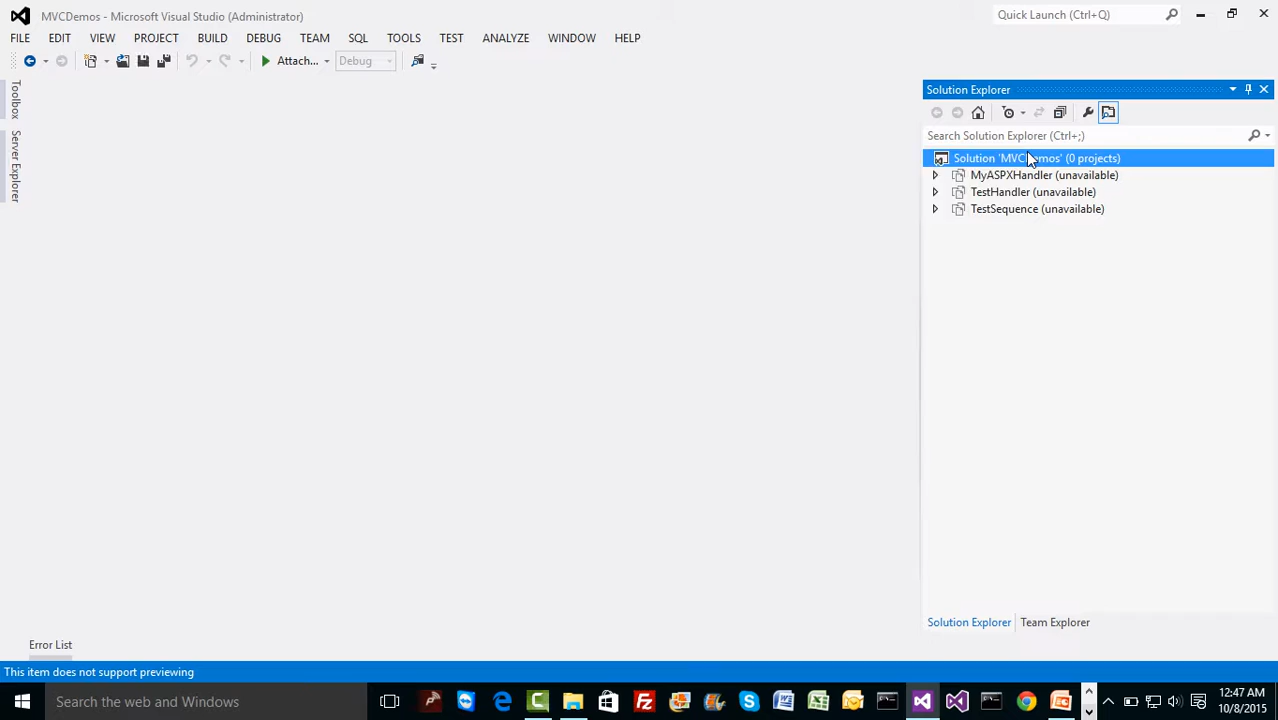 MVCDemos - Microsoft Visual Studio (Administrator)
Quick Launch (Ctrl+Q)
FILE EDIT VIEW PROJECT BUILD DEBUG TEAM SQL TOOLS TEST ANALYZE WINDOW HELP
Attach... Debug
Toolbox
Server Explorer
Solution Explorer
Search Solution Explorer (Ctrl+;)
Solution 'MVCDemos' (0 projects)
MyASPXHandler (unavailable)
TestHandler (unavailable)
TestSequence (unavailable)
Solution Explorer Team Explorer
Error List
This item does not support previewing
Search the web and Windows
12:47 AM
10/8/2015